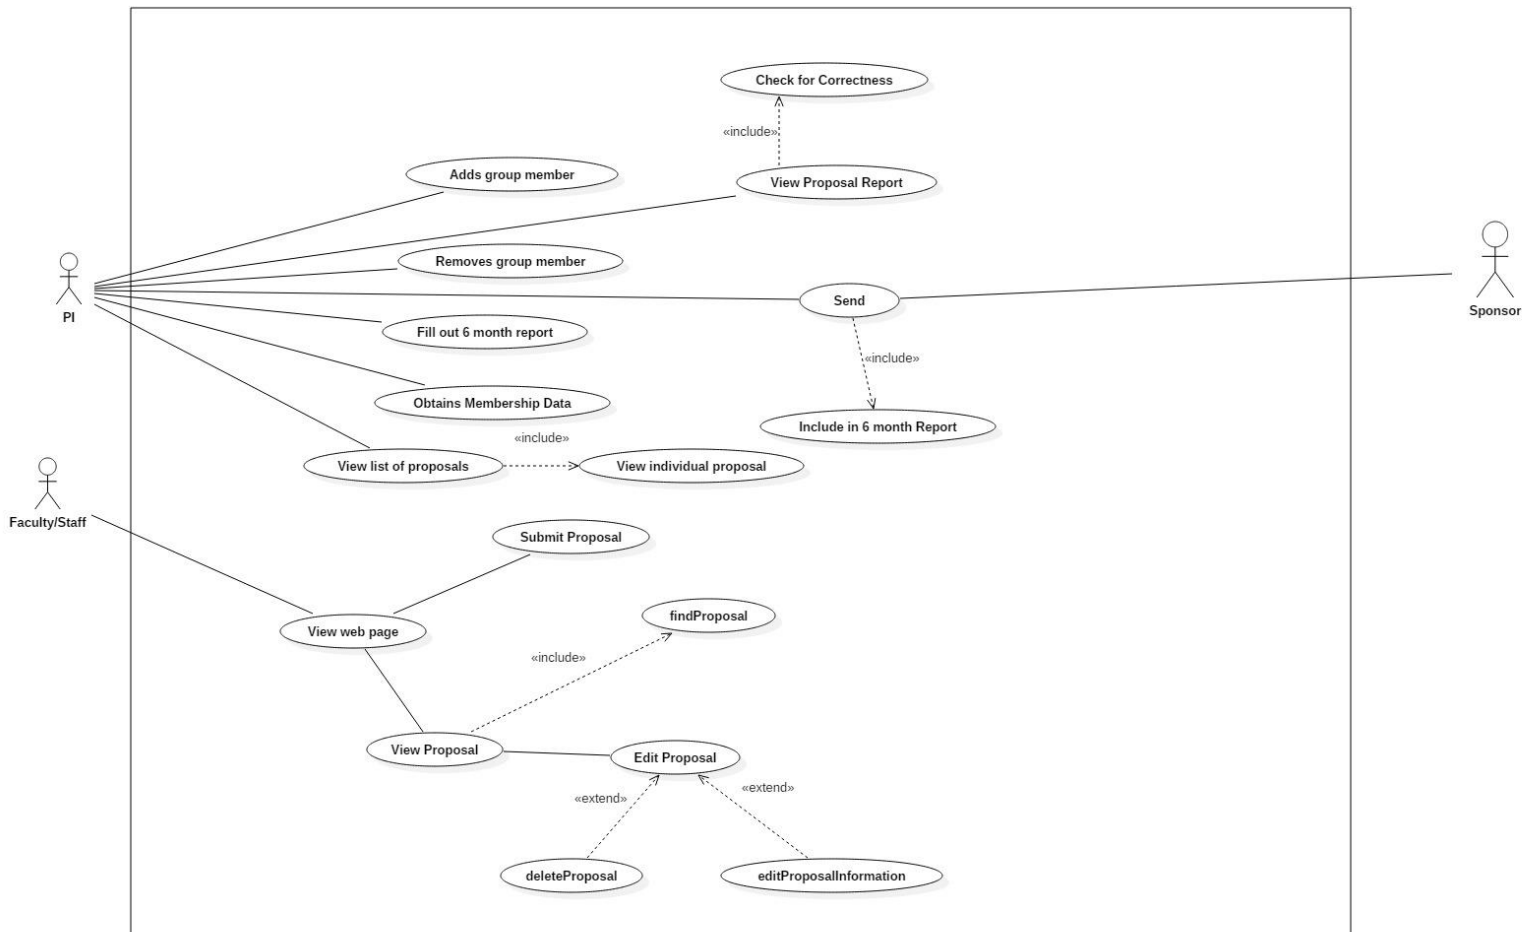 Check for Correctness
«include»
Adds group member
View Proposal Report
Removes group member
PI
Send
Sponsor
Fill out 6 month report
«include»
Obtains Membership Data
Include in 6 month Report
«include»
View list of proposals
View individual proposal
Faculty/Staff
Submit Proposal
findProposal
View web page
«include»
View Proposal
Edit Proposal
«extend»
«extend»
deleteProposal
editProposalInformation